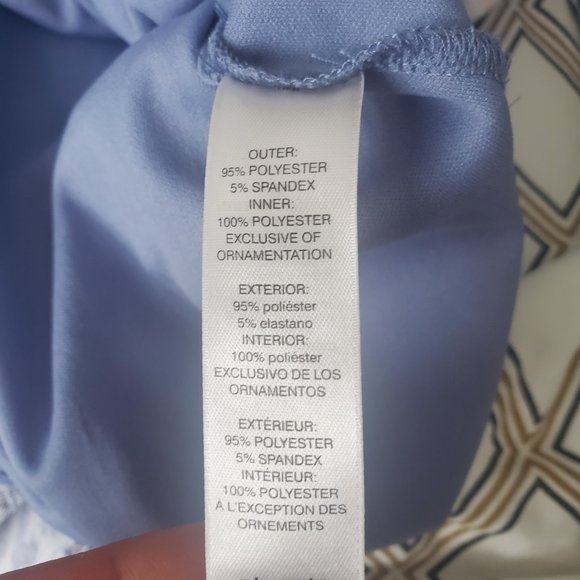 OUTER:
95% POLYESTER
5% SPANDEX
INNER:
100% POLYESTER
EXCLUSIVE OF
ORNAMENTATION
EXTERIOR:
95% poliéster
5% elastano
INTERIOR:
100% poliéster
EXCLUSIVO DE LOS
ORNAMENTOS
EXTÉRIEUR:
95% POLYESTER
5% SPANDEX
INTÉRIEUR:
100% POLYESTER
À L'EXCEPTION DES
ORNEMENTS